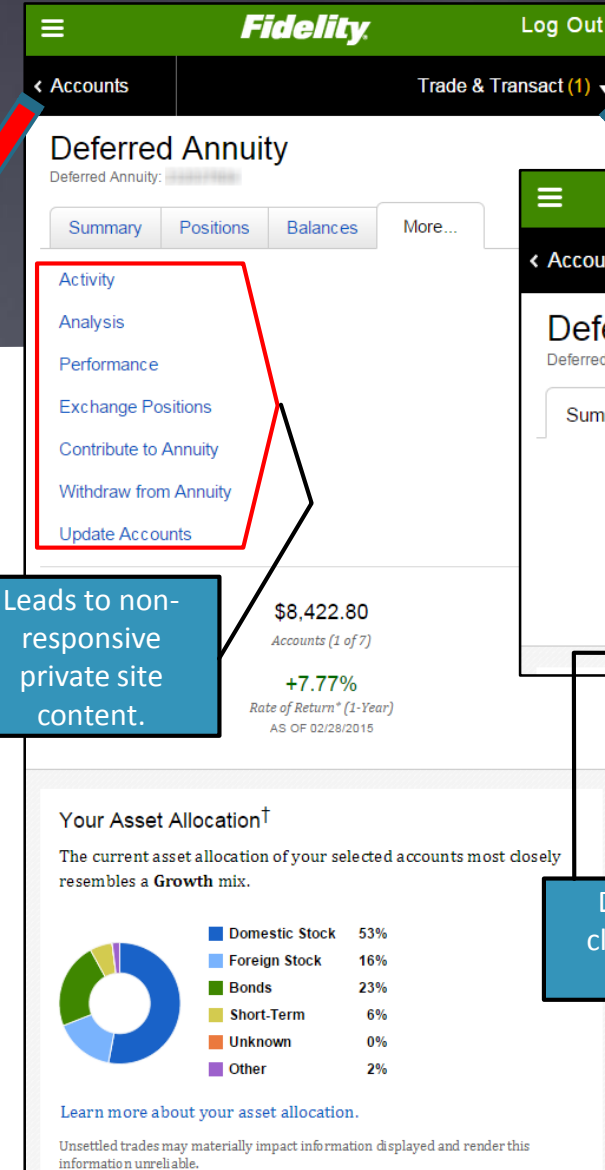 Fidelity
Log Out
Accounts
Trade & Transact (1)
Deferred Annuity
Deferred Annuity:
Summary
Positions
Balances
More...
Activity
Analysis
Performance
Exchange Positions
Contribute to Annuity
Withdraw from Annuity
Update Accounts
Leads to non-
responsive
private site
content.
$8,422.80
Accounts (1 of 7)
+7.77%
Rate of Return* (1-Year)
AS OF 02/28/2015
Your Asset Allocation†
The current asset allocation of your selected accounts most closely
resembles a Growth mix.
Domestic Stock 53%
Foreign Stock 16%
Bonds 23%
Short-Term 6%
Unknown 0%
Other 2%
Learn more about your asset allocation.
Unsettled trades may materially impact information displayed and render this
information unreliable.